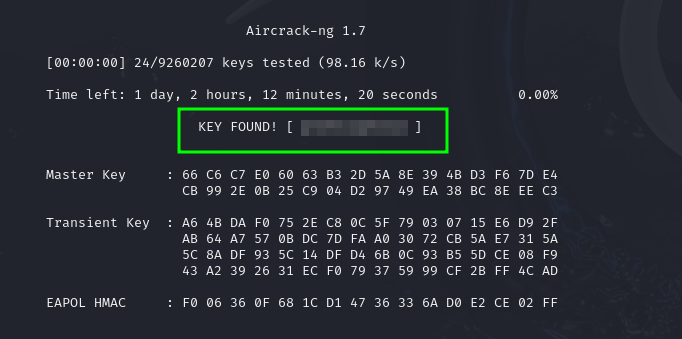 Aircrack-ng 1.7
[00:00:00] 24/9260207 keys tested (98.16 k/s)
Time left: 1 day, 2 hours, 12 minutes, 20 seconds 0.00%
KEY FOUND! [ ]
Master Key : 66 C6 C7 E0 60 63 B3 2D 5A 8E 39 4B D3 F6 7D E4
CB 99 2E 0B 25 C9 04 D2 97 49 EA 38 BC 8E EE C3
Transient Key : A6 4B DA F0 75 2E C8 0C 5F 79 03 07 15 E6 D9 2F
AB 64 A7 57 0B DC 7D FA A0 30 72 CB 5A E7 31 5A
5C 8A DF 93 5C 14 DF D4 6B 0C 93 B5 5D CE 08 F9
43 A2 39 26 31 EC F0 79 37 59 99 CF 2B FF 4C AD
EAPOL HMAC : F0 06 36 0F 68 1C D1 47 36 33 6A D0 E2 CE 02 FF